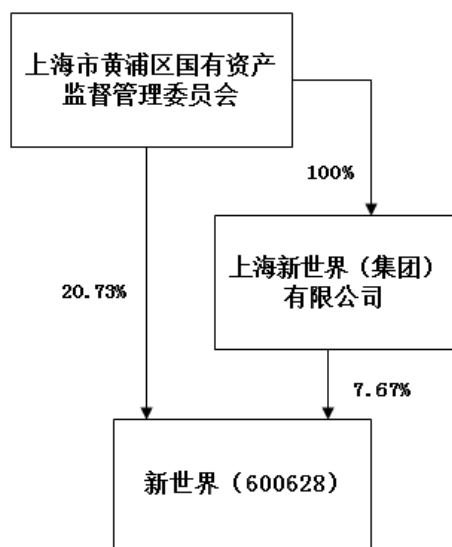 上海市黄浦区国有资产
监督管理委员会
100%
上海新世界（集团）
有限公司
20.73%
7.67%
新世界（600628）